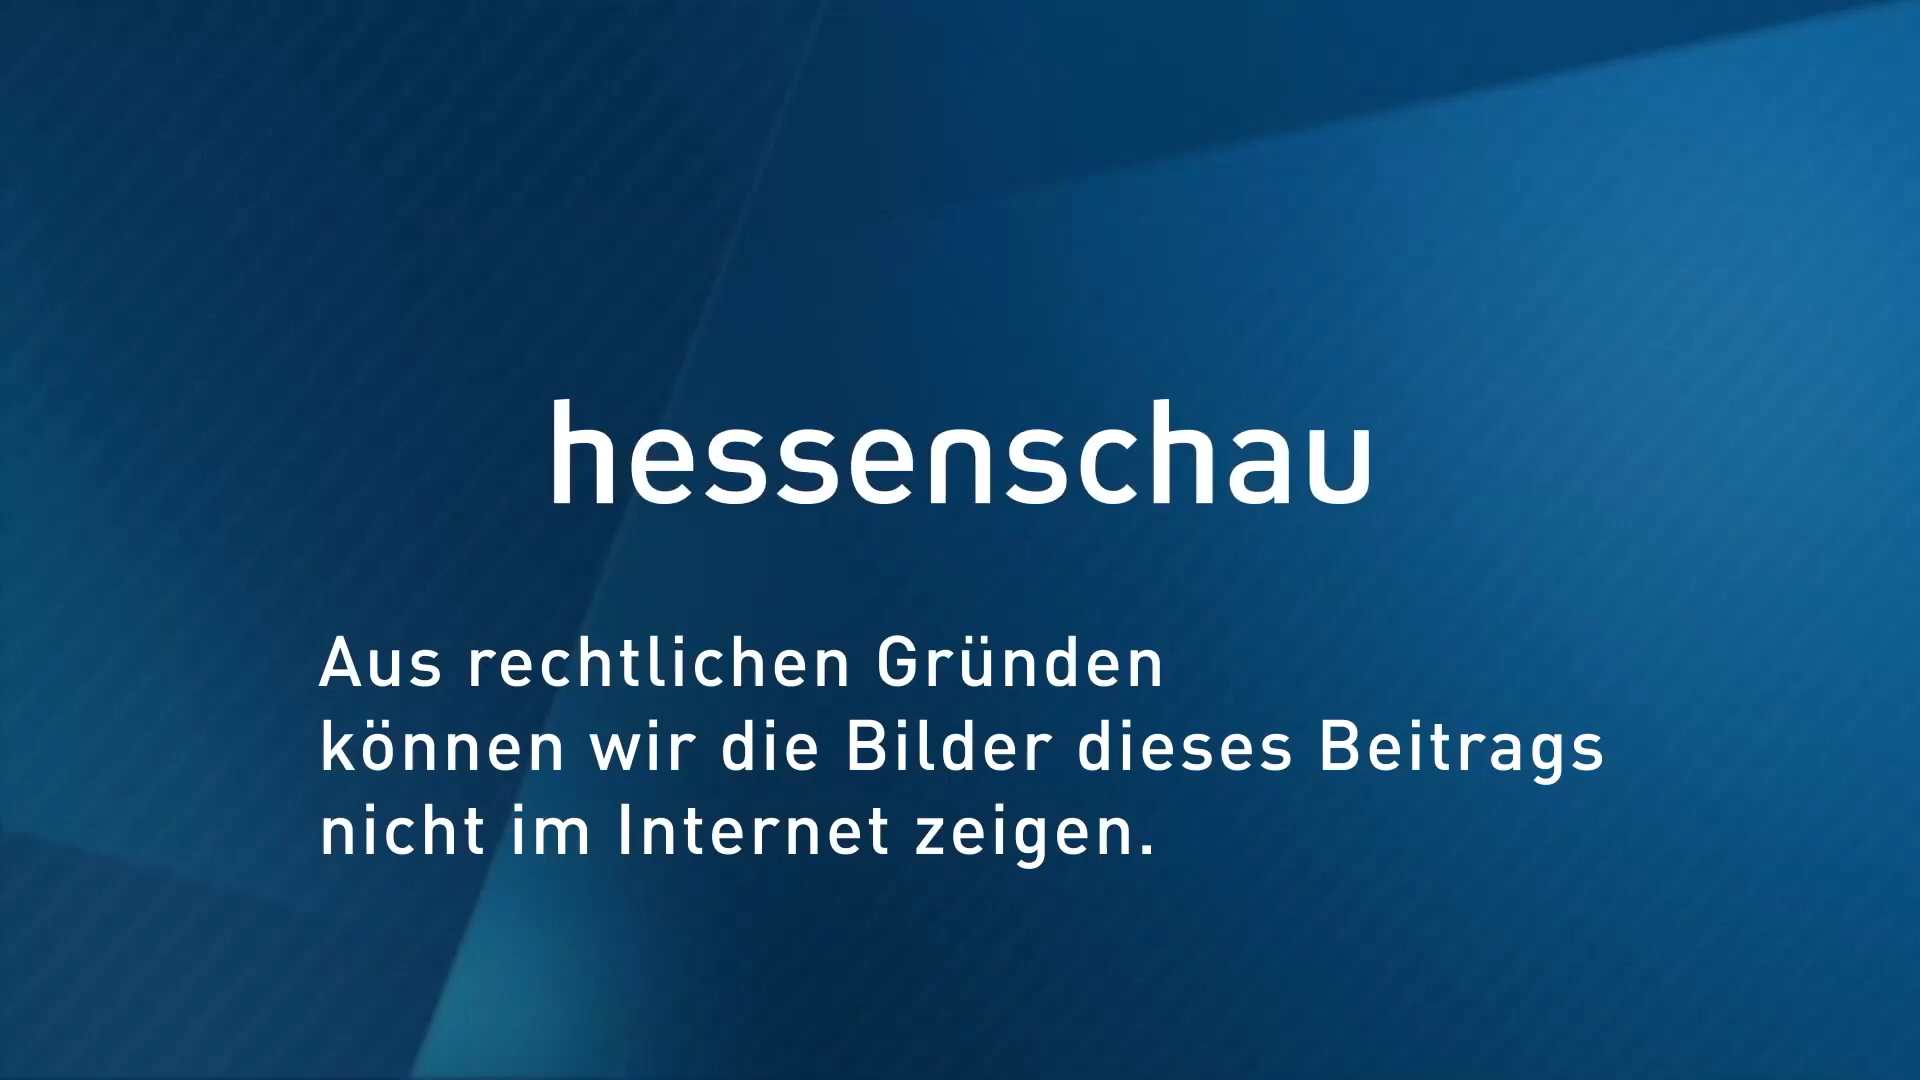 hessenschau
Aus rechtlichen Gründen
können wir die Bilder dieses Beitrags
nicht im Internet zeigen.